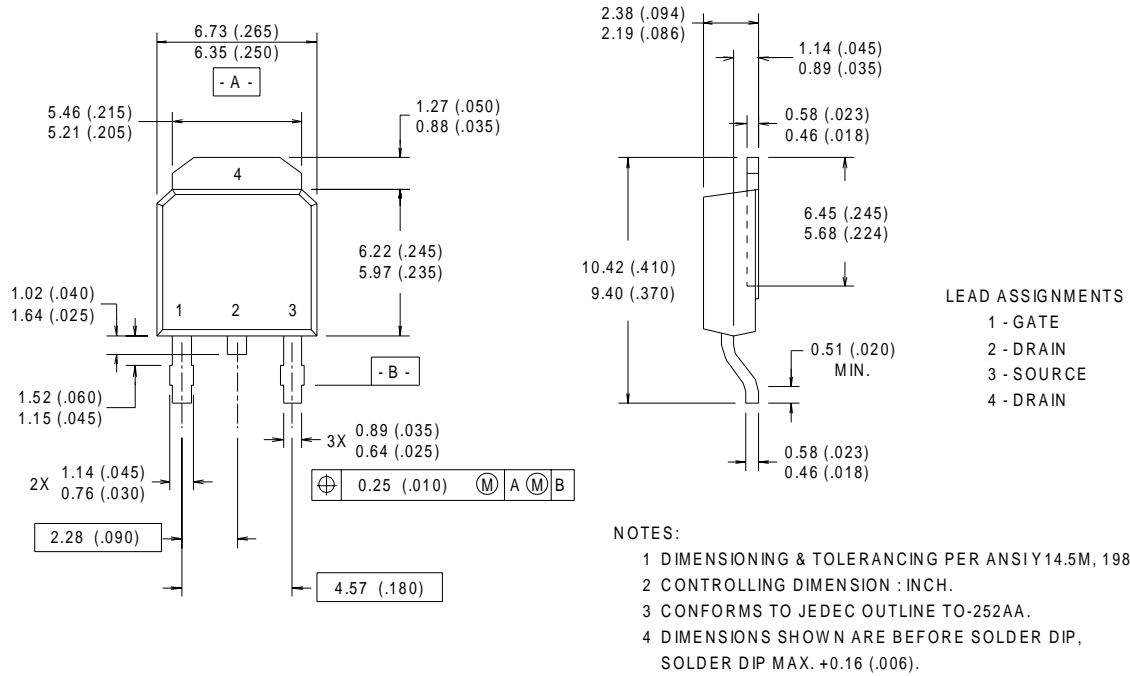 6.73 (.265)
6.35 (.250)
- A -
5.46 (.215)
5.21 (.205)
1.27 (.050)
0.88 (.035)
4
6.22 (.245)
5.97 (.235)
1.02 (.040)
1.64 (.025)
1 2 3
- B -
1.52 (.060)
1.15 (.045)
3X 0.89 (.035)
0.64 (.025)
2X 1.14 (.045)
0.76 (.030)
⌖ 0.25 (.010) Ⓜ A Ⓜ B
2.28 (.090)
4.57 (.180)
2.38 (.094)
2.19 (.086)
1.14 (.045)
0.89 (.035)
0.58 (.023)
0.46 (.018)
6.45 (.245)
5.68 (.224)
10.42 (.410)
9.40 (.370)
0.51 (.020)
MIN.
0.58 (.023)
0.46 (.018)
LEAD ASSIGNMENTS
1 - GATE
2 - DRAIN
3 - SOURCE
4 - DRAIN
NOTES:
1 DIMENSIONING & TOLERANCING PER ANSI Y14.5M, 198
2 CONTROLLING DIMENSION : INCH.
3 CONFORMS TO JEDEC OUTLINE TO-252AA.
4 DIMENSIONS SHOWN ARE BEFORE SOLDER DIP,
SOLDER DIP MAX. +0.16 (.006).